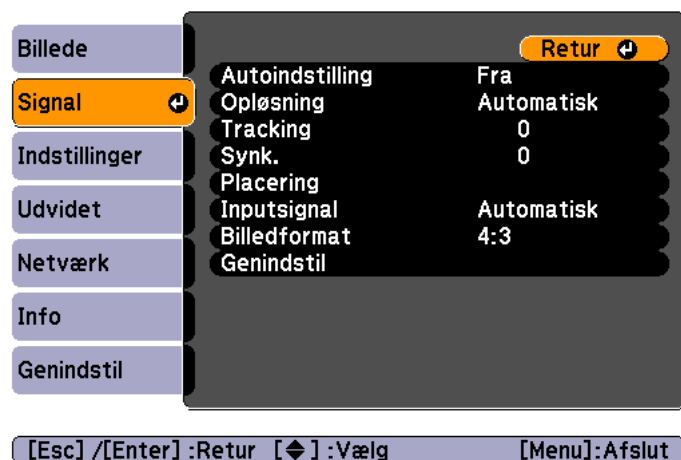 Billede
Signal
Indstillinger
Udvidet
Netværk
Info
Genindstil
Retur
Autoindstilling Fra
Opløsning Automatisk
Tracking 0
Synk. 0
Placering
Inputsignal Automatisk
Billedformat 4:3
Genindstil
[Esc] /[Enter] :Retur [◆] :Vælg [Menu]:Afslut